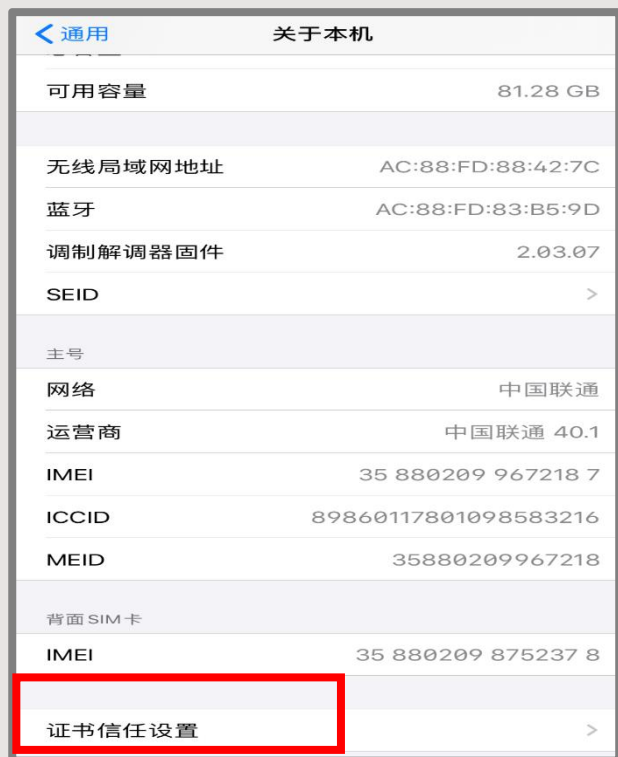 通用 关于本机
可用容量 81.28 GB
无线局域网地址 AC:88:FD:88:42:7C
蓝牙 AC:88:FD:83:B5:9D
调制解调器固件 2.03.07
SEID >
主号
网络 中国联通
运营商 中国联通 40.1
IMEI 35 880209 967218 7
ICCID 89860117801098583216
MEID 35880209967218
背面SIM卡
IMEI 35 880209 875237 8
证书信任设置 >